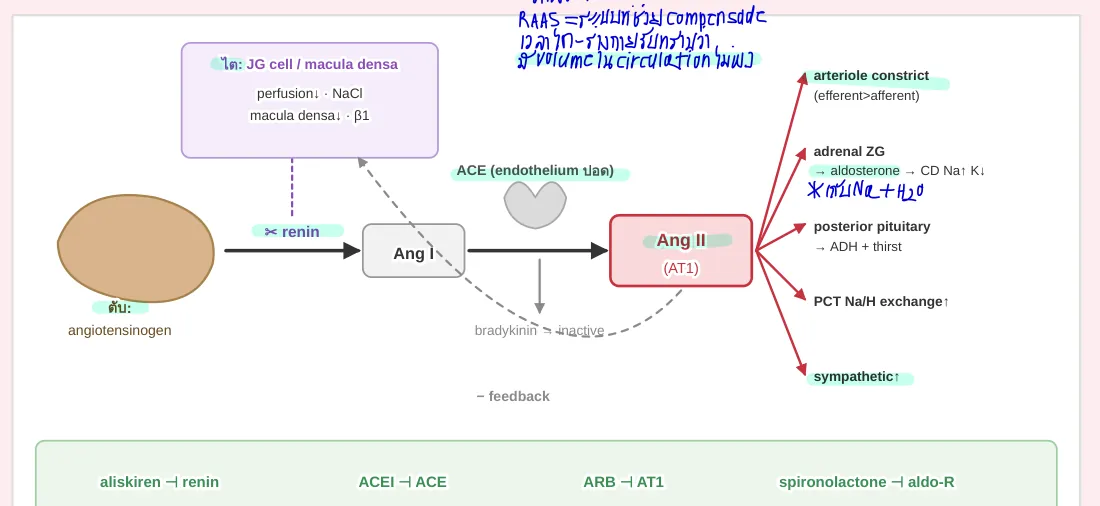 RAAS = ระบบที่ช่วย compensate
เวลาไต-ร่างกายรับทราบว่า
มี volume ใน circulation ไม่พอ
ไต: JG cell / macula densa
perfusion↓ · NaCl
macula densa↓ · β1
arteriole constrict
(efferent>afferent)
ACE (endothelium ปอด)
adrenal ZG
→ aldosterone → CD Na↑ K↓
*เก็บ Na + H2O
✂ renin
Ang I
Ang II
(AT1)
posterior pituitary
→ ADH + thirst
ตับ:
angiotensinogen
bradykinin → inactive
PCT Na/H exchange↑
sympathetic↑
− feedback
aliskiren ⊣ renin
ACEI ⊣ ACE
ARB ⊣ AT1
spironolactone ⊣ aldo-R